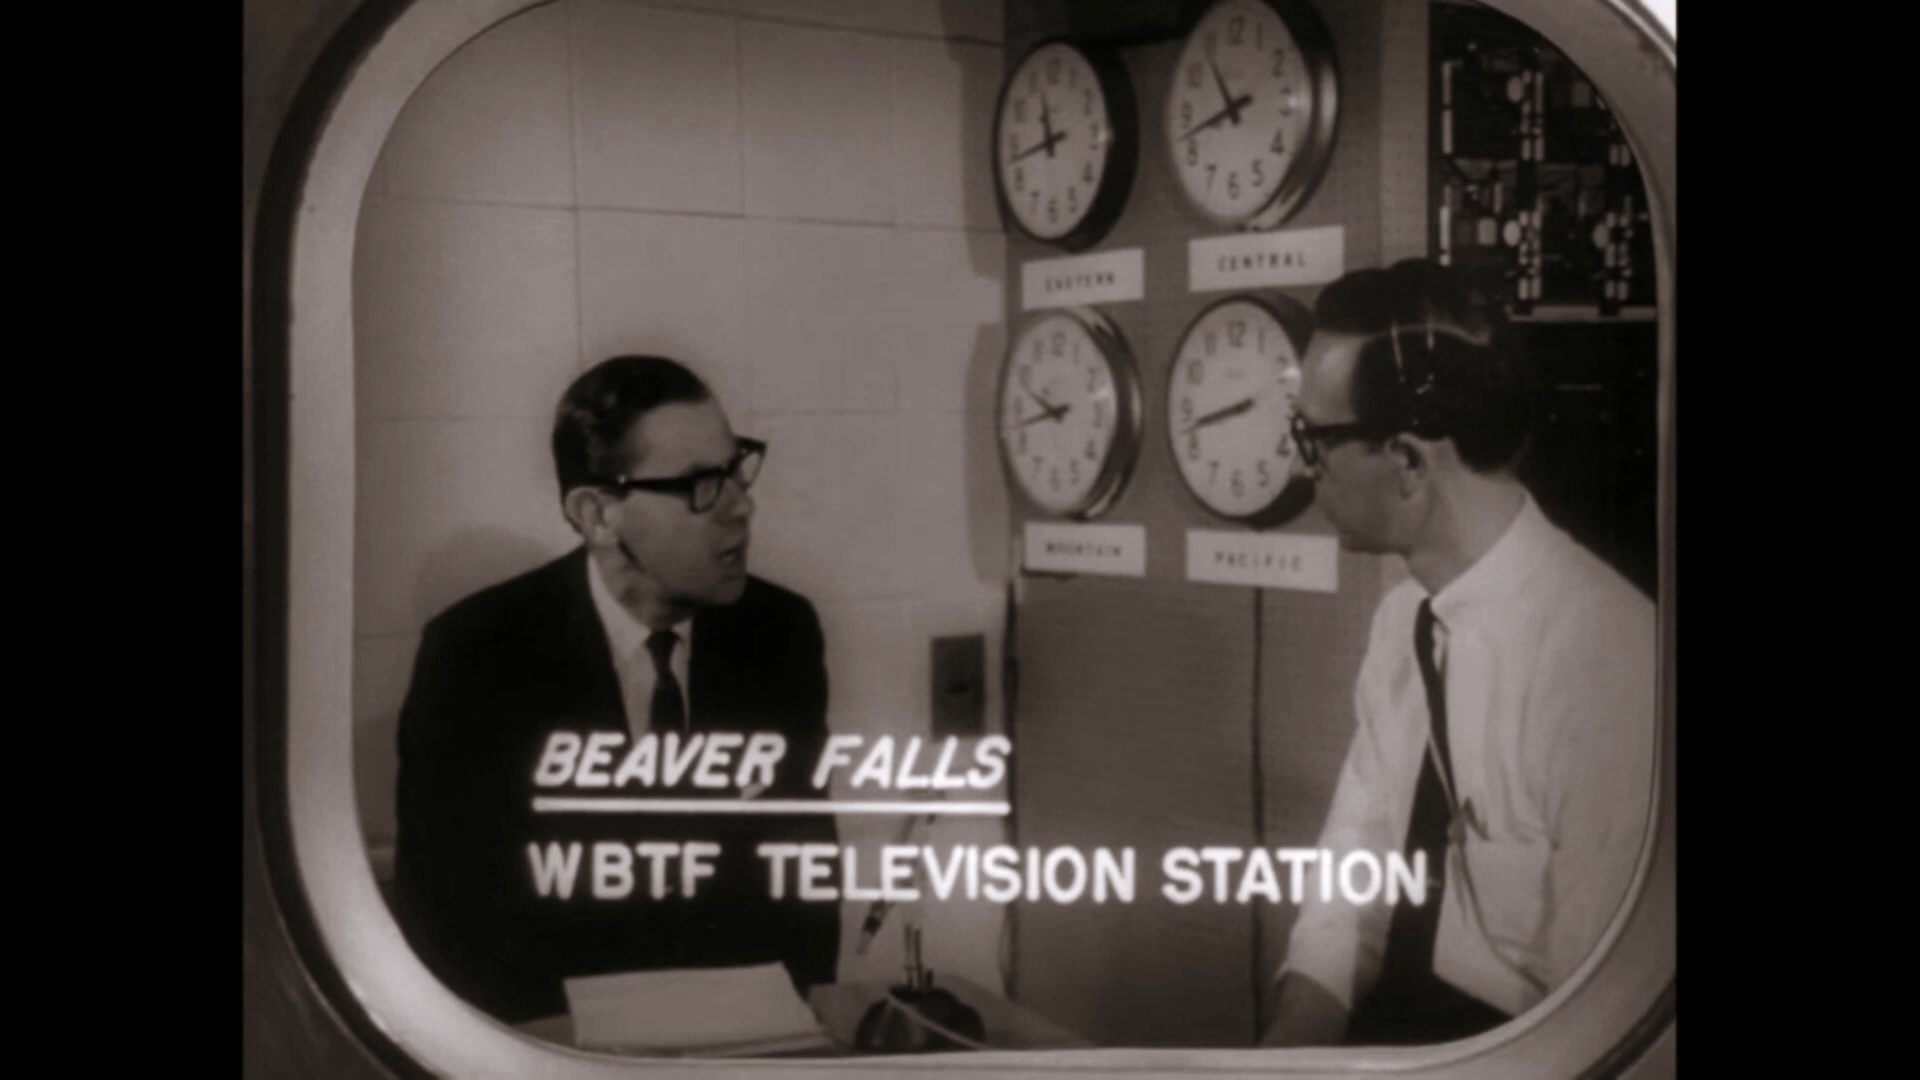 EASTERN
CENTRAL
MOUNTAIN
PACIFIC
BEAVER FALLS
WBTF TELEVISION STATION